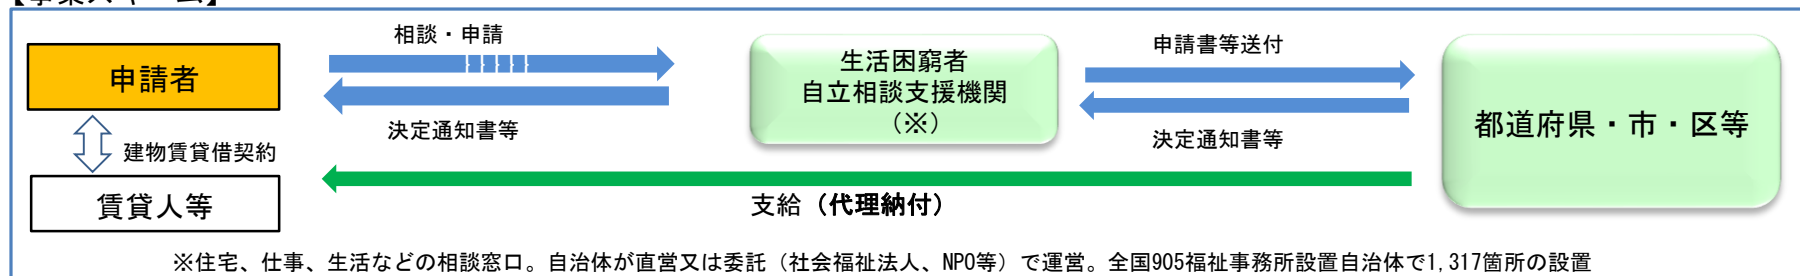 【事業スキーム】
相談・申請
申請者
生活困窮者
自立相談支援機関
（※）
申請書等送付
都道府県・市・区等
決定通知書等
決定通知書等
建物賃貸借契約
賃貸人等
支給（代理納付）
※住宅、仕事、生活などの相談窓口。自治体が直営又は委託（社会福祉法人、NPO等）で運営。全国905福祉事務所設置自治体で1,317箇所の設置